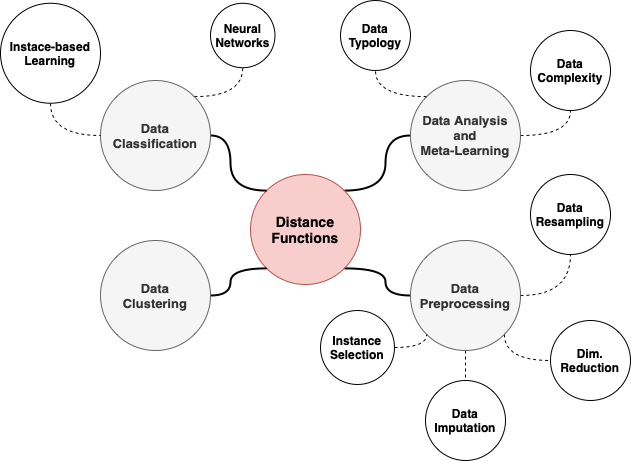 Instace-based
Learning
Neural
Networks
Data
Typology
Data
Complexity
Data
Classification
Data Analysis
and
Meta-Learning
Distance
Functions
Data
Resampling
Data
Clustering
Data
Preprocessing
Instance
Selection
Dim.
Reduction
Data
Imputation